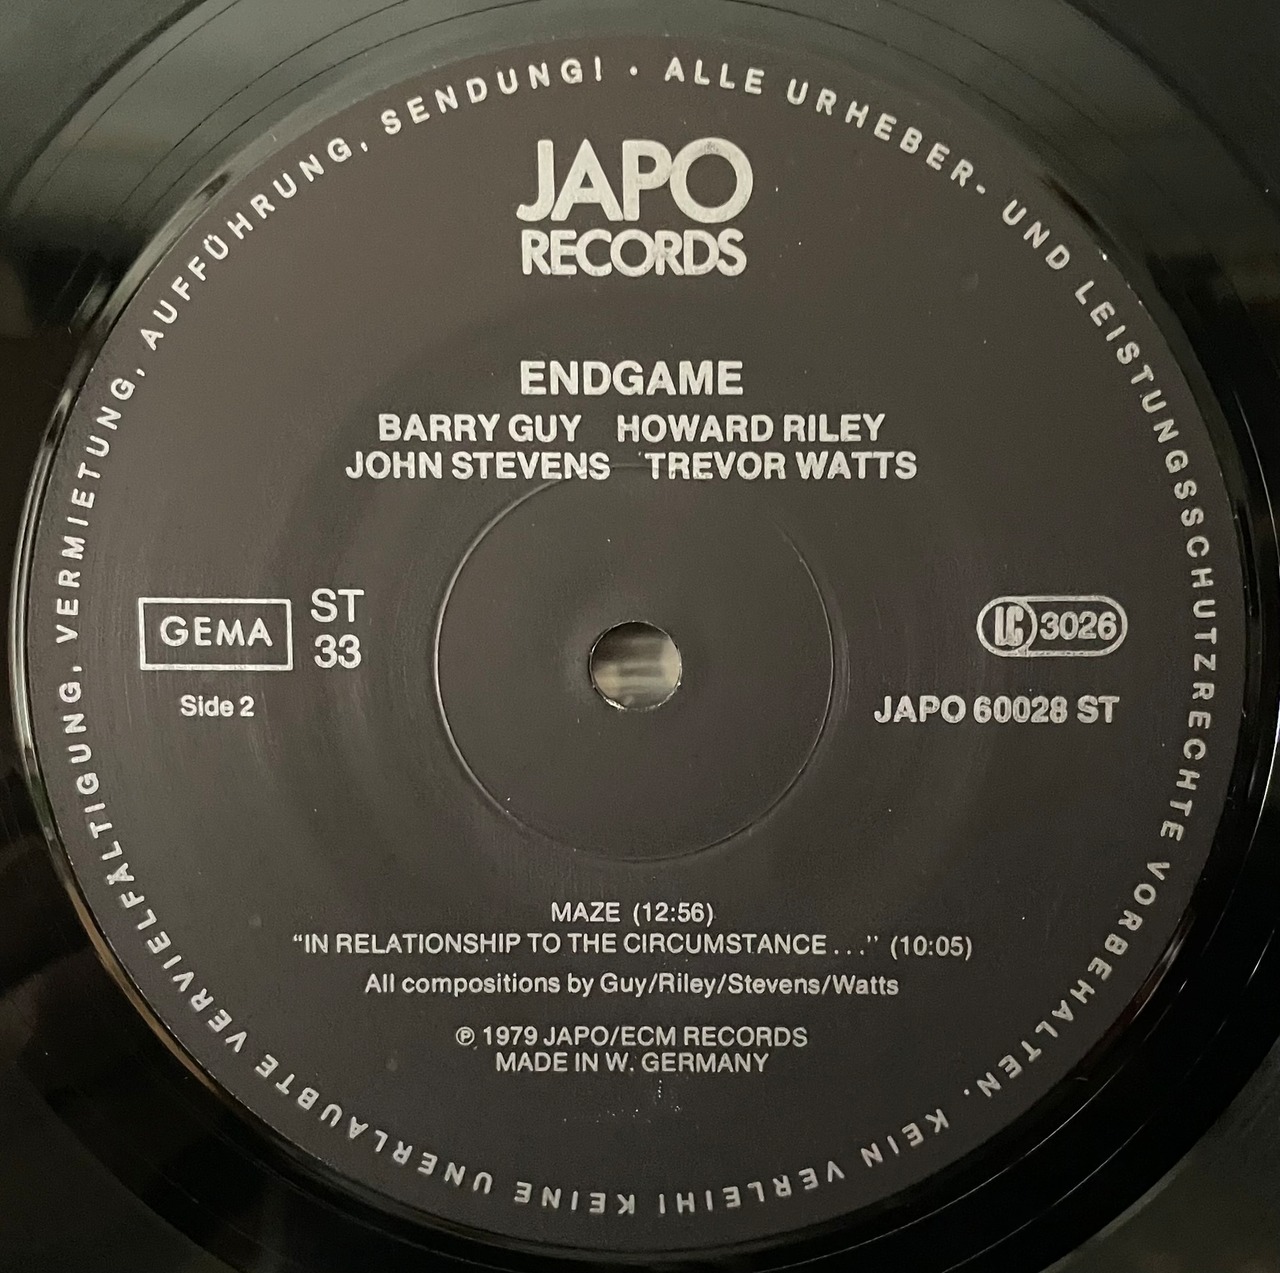 ALLE URHEBER- UND LEISTUNGSSCHUTZRECHTE VORBEHALTEN. KEIN VERLEIH! KEINE UNERLAUBTE VERVIELFÄLTIGUNG, VERMIETUNG, AUFFÜHRUNG, SENDUNG! •
JAPO
RECORDS
ENDGAME
BARRY GUY HOWARD RILEY
JOHN STEVENS TREVOR WATTS
GEMA
ST
33
Side 2
LC 3026
JAPO 60028 ST
MAZE (12:56)
“IN RELATIONSHIP TO THE CIRCUMSTANCE . . .” (10:05)
All compositions by Guy/Riley/Stevens/Watts
℗ 1979 JAPO/ECM RECORDS
MADE IN W. GERMANY